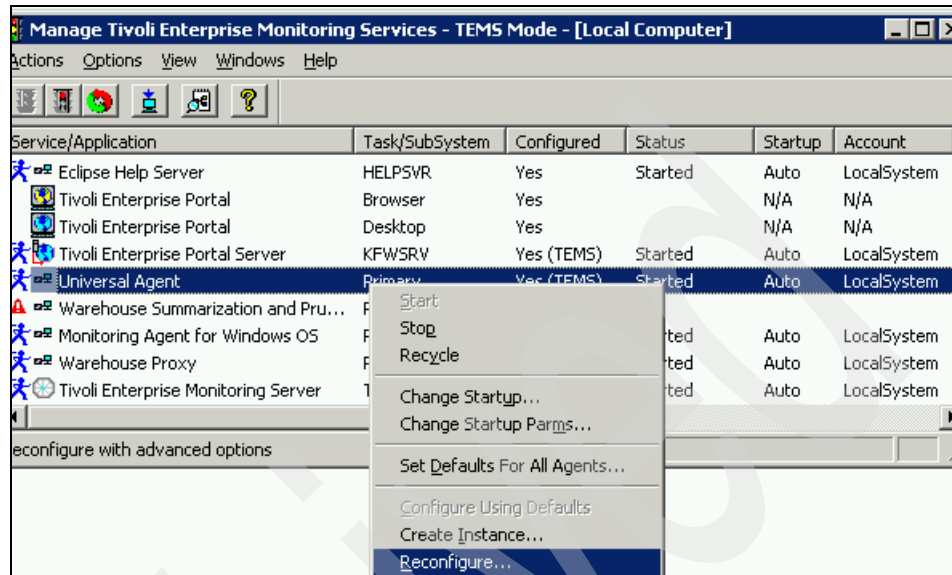 Manage Tivoli Enterprise Monitoring Services - TEMS Mode - [Local Computer]
Actions Options View Windows Help
Service/Application Task/SubSystem Configured Status Startup Account
Eclipse Help Server HELPSVR Yes Started Auto LocalSystem
Tivoli Enterprise Portal Browser Yes N/A N/A
Tivoli Enterprise Portal Desktop Yes N/A N/A
Tivoli Enterprise Portal Server KFWSRV Yes (TEMS) Started Auto LocalSystem
Universal Agent Primary Yes (TEMS) Started Auto LocalSystem
Warehouse Summarization and Pru...
Monitoring Agent for Windows OS Auto LocalSystem
Warehouse Proxy Auto LocalSystem
Tivoli Enterprise Monitoring Server Auto LocalSystem
econfigure with advanced options
Start
Stop
Recycle
Change Startup...
Change Startup Parms...
Set Defaults For All Agents...
Configure Using Defaults
Create Instance...
Reconfigure...